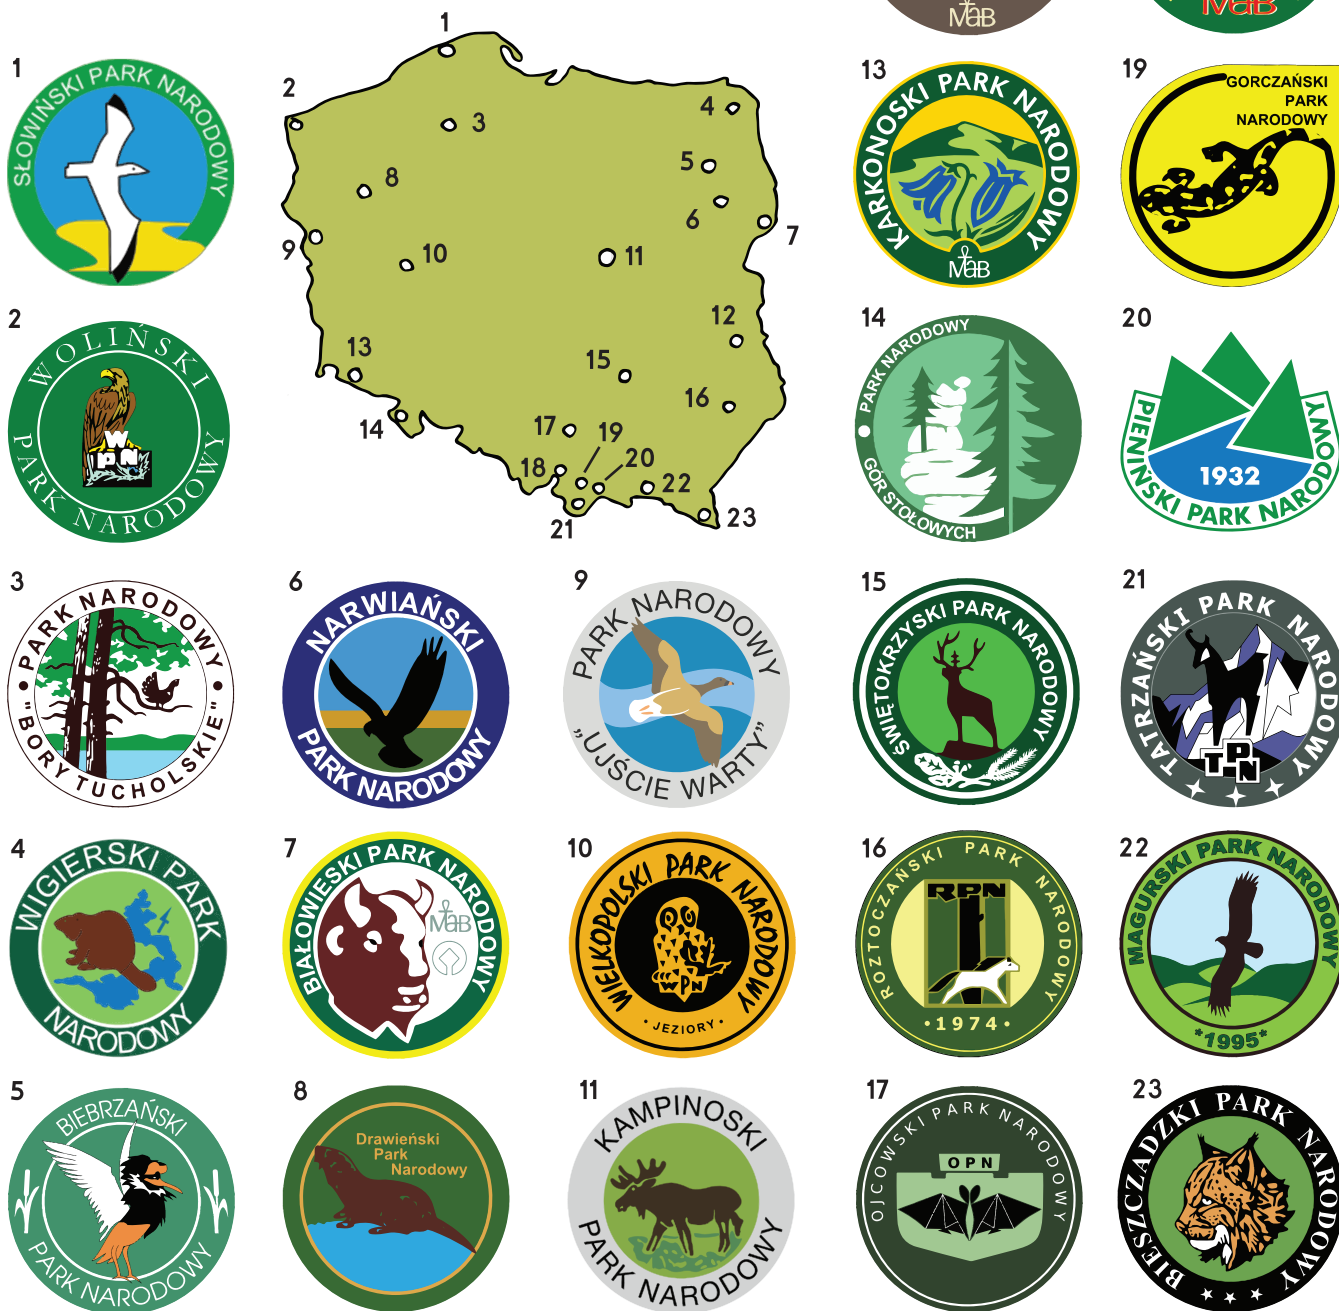 MaB
MaB
1
SŁOWIŃSKI PARK NARODOWY
2
WOLIŃSKI
WPN
PARK NARODOWY
1
2
3
4
5
6
7
8
9
10
11
12
13
14
15
16
17
18
19
20
21
22
23
13
KARKONOSKI PARK NARODOWY
MaB
19
GORCZAŃSKI
PARK
NARODOWY
14
PARK NARODOWY
GÓR STOŁOWYCH
20
1932
PIENIŃSKI PARK NARODOWY
3
PARK NARODOWY
"BORY TUCHOLSKIE"
6
NARWIAŃSKI
PARK NARODOWY
9
PARK NARODOWY
„UJŚCIE WARTY”
15
ŚWIĘTOKRZYSKI PARK NARODOWY
21
TATRZAŃSKI PARK NARODOWY
TPN
4
WIGIERSKI PARK
NARODOWY
7
BIAŁOWIESKI PARK NARODOWY
MaB
10
WIELKOPOLSKI PARK NARODOWY
WPN
• JEZIORY •
16
ROZTOCZAŃSKI PARK NARODOWY
RPN
• 1974 •
22
MAGURSKI PARK NARODOWY
*1995*
5
BIEBRZAŃSKI
PARK NARODOWY
8
Drawieński
Park
Narodowy
11
KAMPINOSKI
PARK NARODOWY
17
OJCOWSKI PARK NARODOWY
OPN
23
BIESZCZADZKI PARK NARODOWY